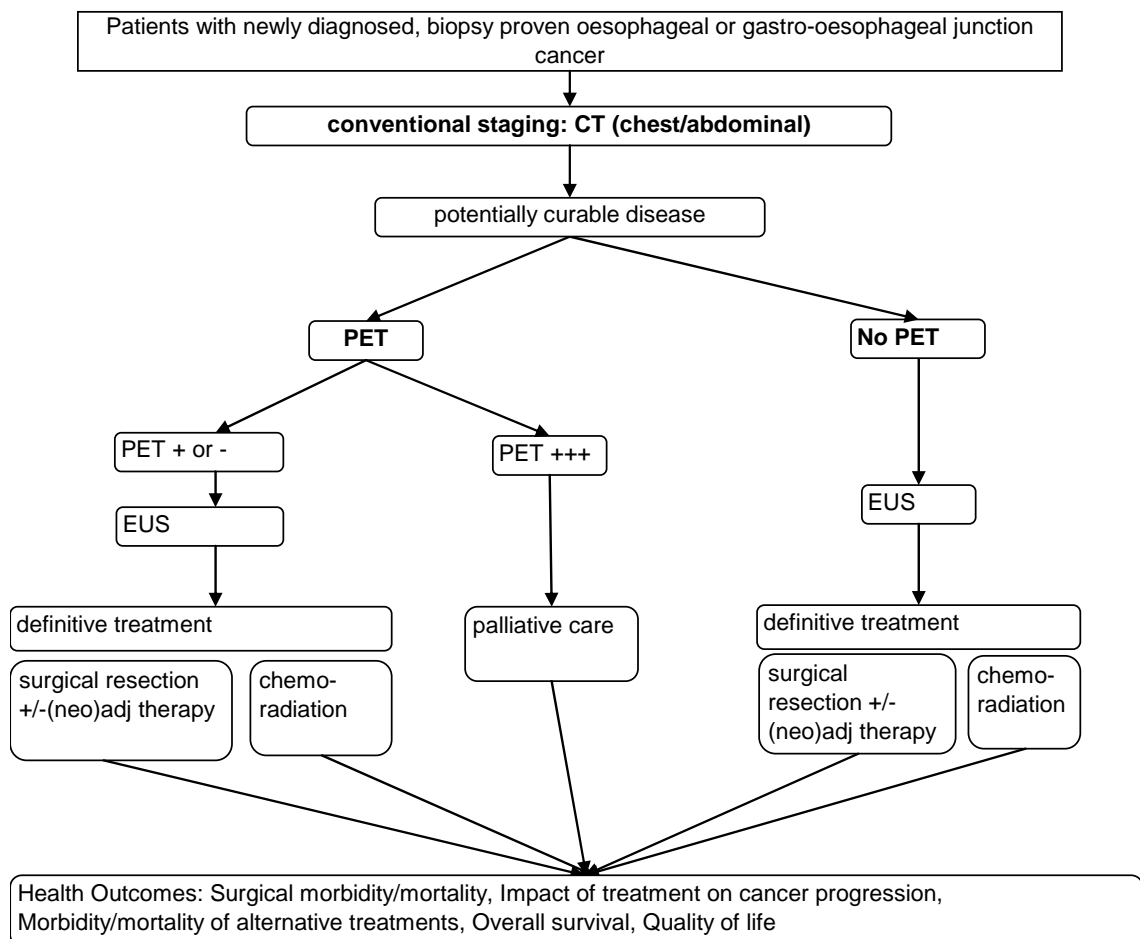 Patients with newly diagnosed, biopsy proven oesophageal or gastro-oesophageal junction
cancer
conventional staging: CT (chest/abdominal)
potentially curable disease
PET
No PET
PET + or -
PET +++
EUS
EUS
definitive treatment
palliative care
definitive treatment
surgical resection
+/-(neo)adj therapy
chemo-
radiation
surgical
resection +/-
(neo)adj therapy
chemo-
radiation
Health Outcomes: Surgical morbidity/mortality, Impact of treatment on cancer progression,
Morbidity/mortality of alternative treatments, Overall survival, Quality of life